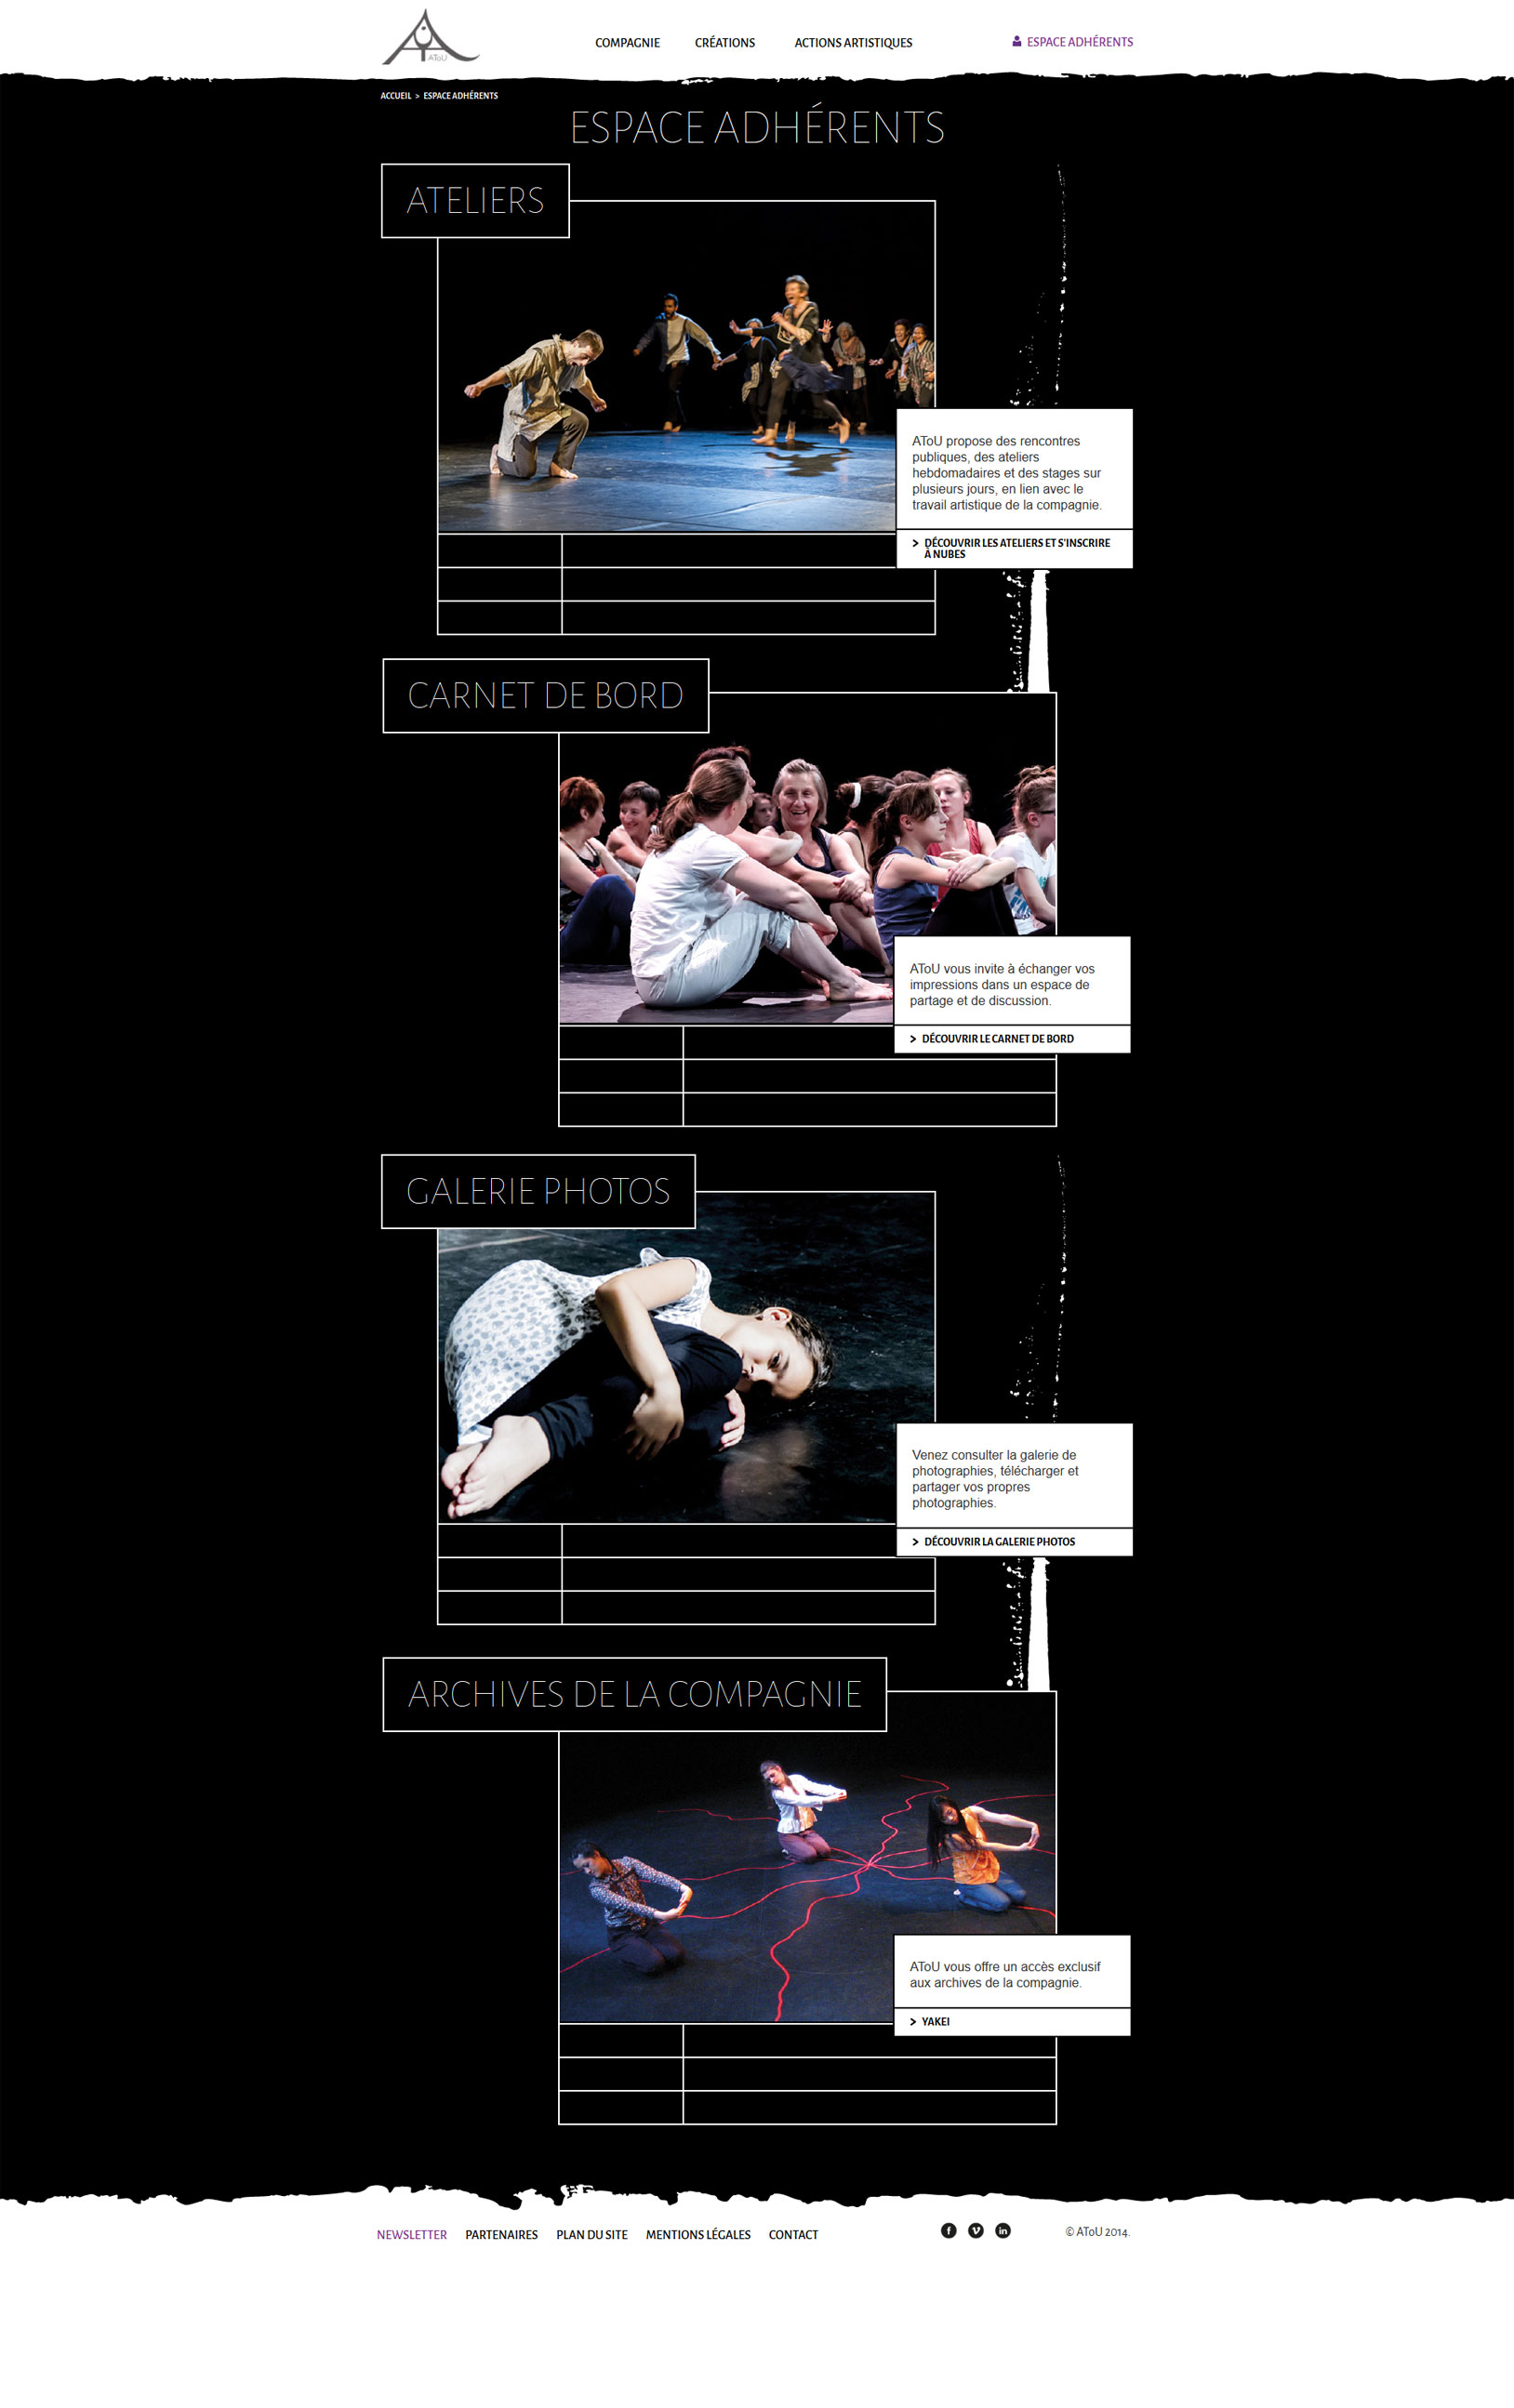 AToU
COMPAGNIE
CRÉATIONS
ACTIONS ARTISTIQUES
ESPACE ADHÉRENTS
ACCUEIL > ESPACE ADHÉRENTS
ESPACE ADHÉRENTS
ATELIERS
AToU propose des rencontres
publiques, des ateliers
hebdomadaires et des stages sur
plusieurs jours, en lien avec le
travail artistique de la compagnie.
> DÉCOUVRIR LES ATELIERS ET S'INSCRIRE
À NUBES
CARNET DE BORD
AToU vous invite à échanger vos
impressions dans un espace de
partage et de discussion.
> DÉCOUVRIR LE CARNET DE BORD
GALERIE PHOTOS
Venez consulter la galerie de
photographies, télécharger et
partager vos propres
photographies.
> DÉCOUVRIR LA GALERIE PHOTOS
ARCHIVES DE LA COMPAGNIE
AToU vous offre un accès exclusif
aux archives de la compagnie.
> YAKEI
NEWSLETTER
PARTENAIRES
PLAN DU SITE
MENTIONS LÉGALES
CONTACT
© AToU 2014.